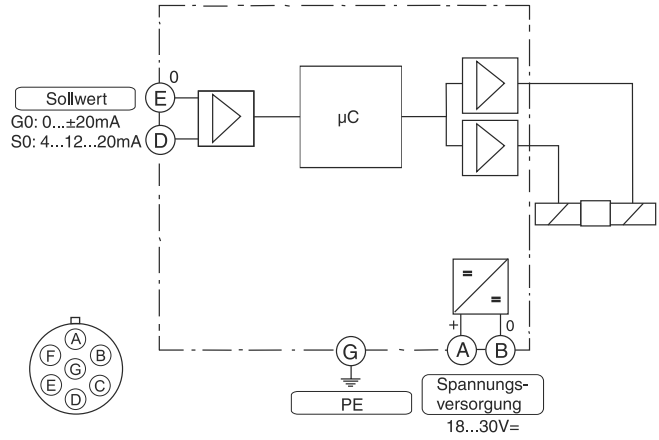 0
E
Sollwert
G0: 0...±20mA
S0: 4...12...20mA
D
µC
=
=
+
0
G
A
B
PE
Spannungs-
versorgung
18...30V=
A
F
B
G
E
C
D